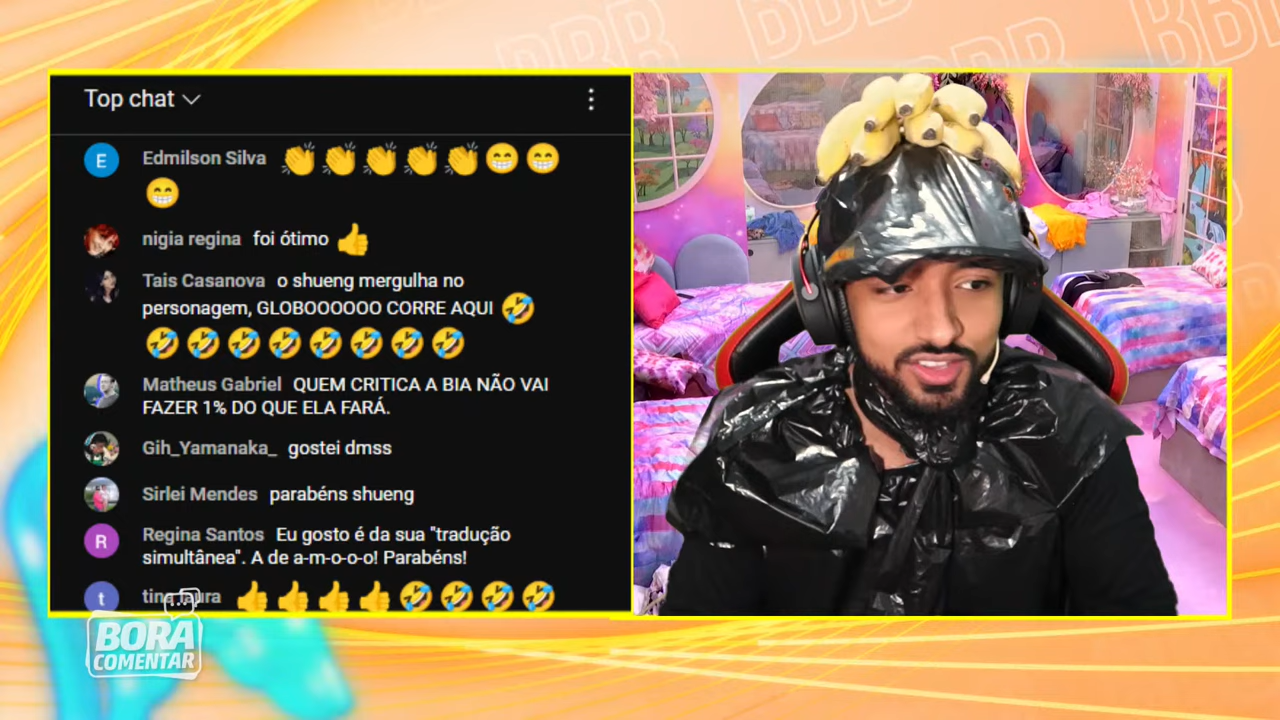 Top chat
E
Edmilson Silva 👏👏👏👏👏😁😁
😁
nigia regina foi ótimo 👍
Tais Casanova o shueng mergulha no
personagem, GLOBOOOOOO CORRE AQUI 🤣
🤣🤣🤣🤣🤣🤣🤣🤣
Matheus Gabriel QUEM CRITICA A BIA NÃO VAI
FAZER 1% DO QUE ELA FARÁ.
Gih_Yamanaka_ gostei dmss
Sirlei Mendes parabéns shueng
R
Regina Santos Eu gosto é da sua "tradução
simultânea". A de a-m-o-o-o! Parabéns!
t
👍👍👍👍🤣🤣🤣🤣
BORA
COMENTAR